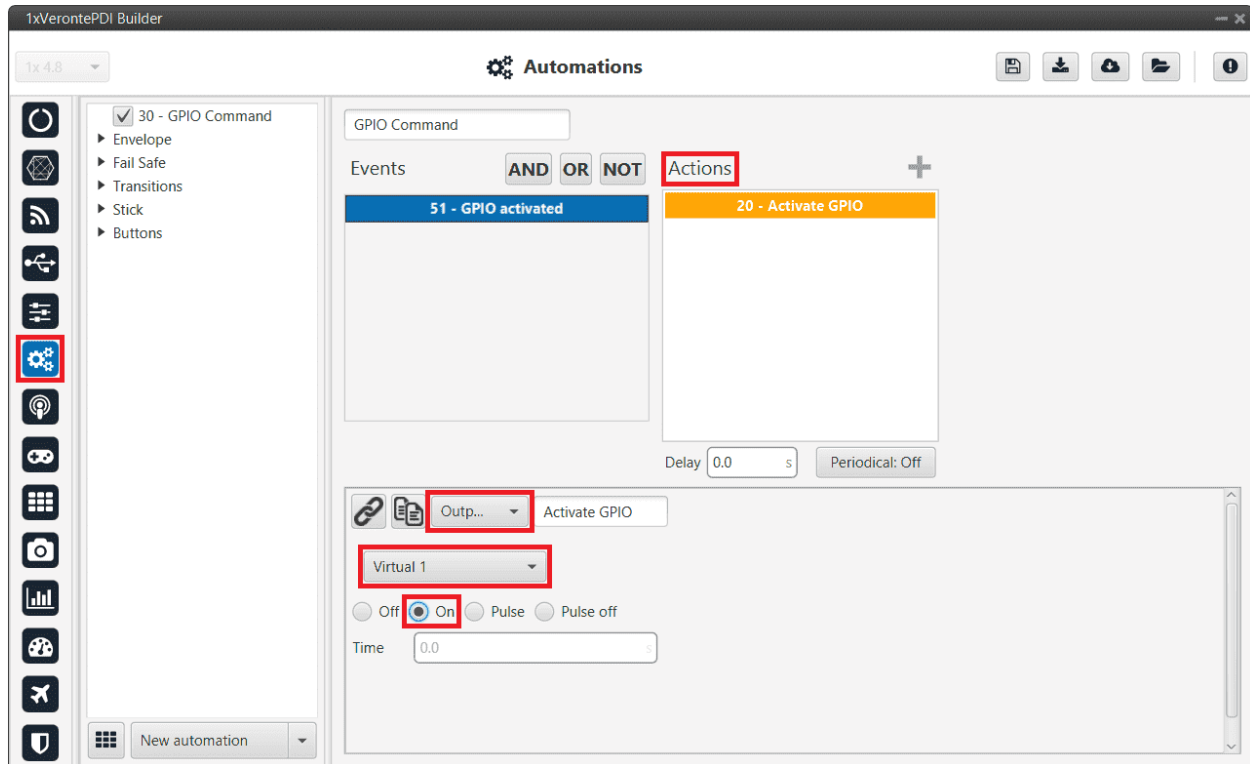 1xVerontePDI Builder
1x 4.8
Automations
30 - GPIO Command
Envelope
Fail Safe
Transitions
Stick
Buttons
New automation
GPIO Command
Events AND OR NOT
51 - GPIO activated
Actions
20 - Activate GPIO
Delay 0.0 s Periodical: Off
Outp... Activate GPIO
Virtual 1
Off On Pulse Pulse off
Time 0.0 s